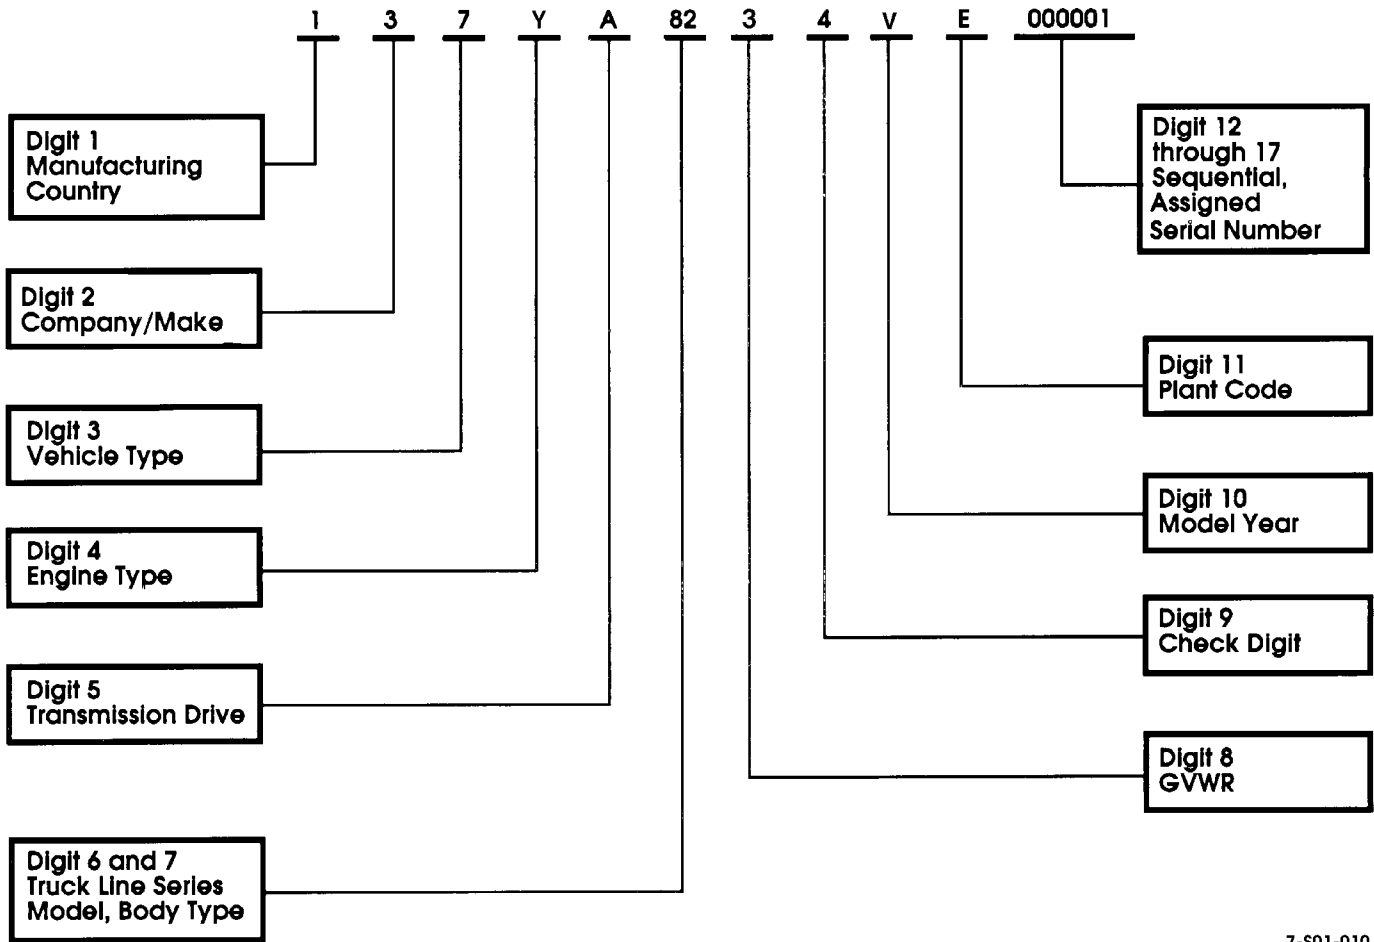 1 3 7 Y A 82 3 4 V E 000001
Digit 1
Manufacturing
Country
Digit 2
Company/Make
Digit 3
Vehicle Type
Digit 4
Engine Type
Digit 5
Transmission Drive
Digit 6 and 7
Truck Line Series
Model, Body Type
Digit 12
through 17
Sequential,
Assigned
Serial Number
Digit 11
Plant Code
Digit 10
Model Year
Digit 9
Check Digit
Digit 8
GVWR
7-S01-010